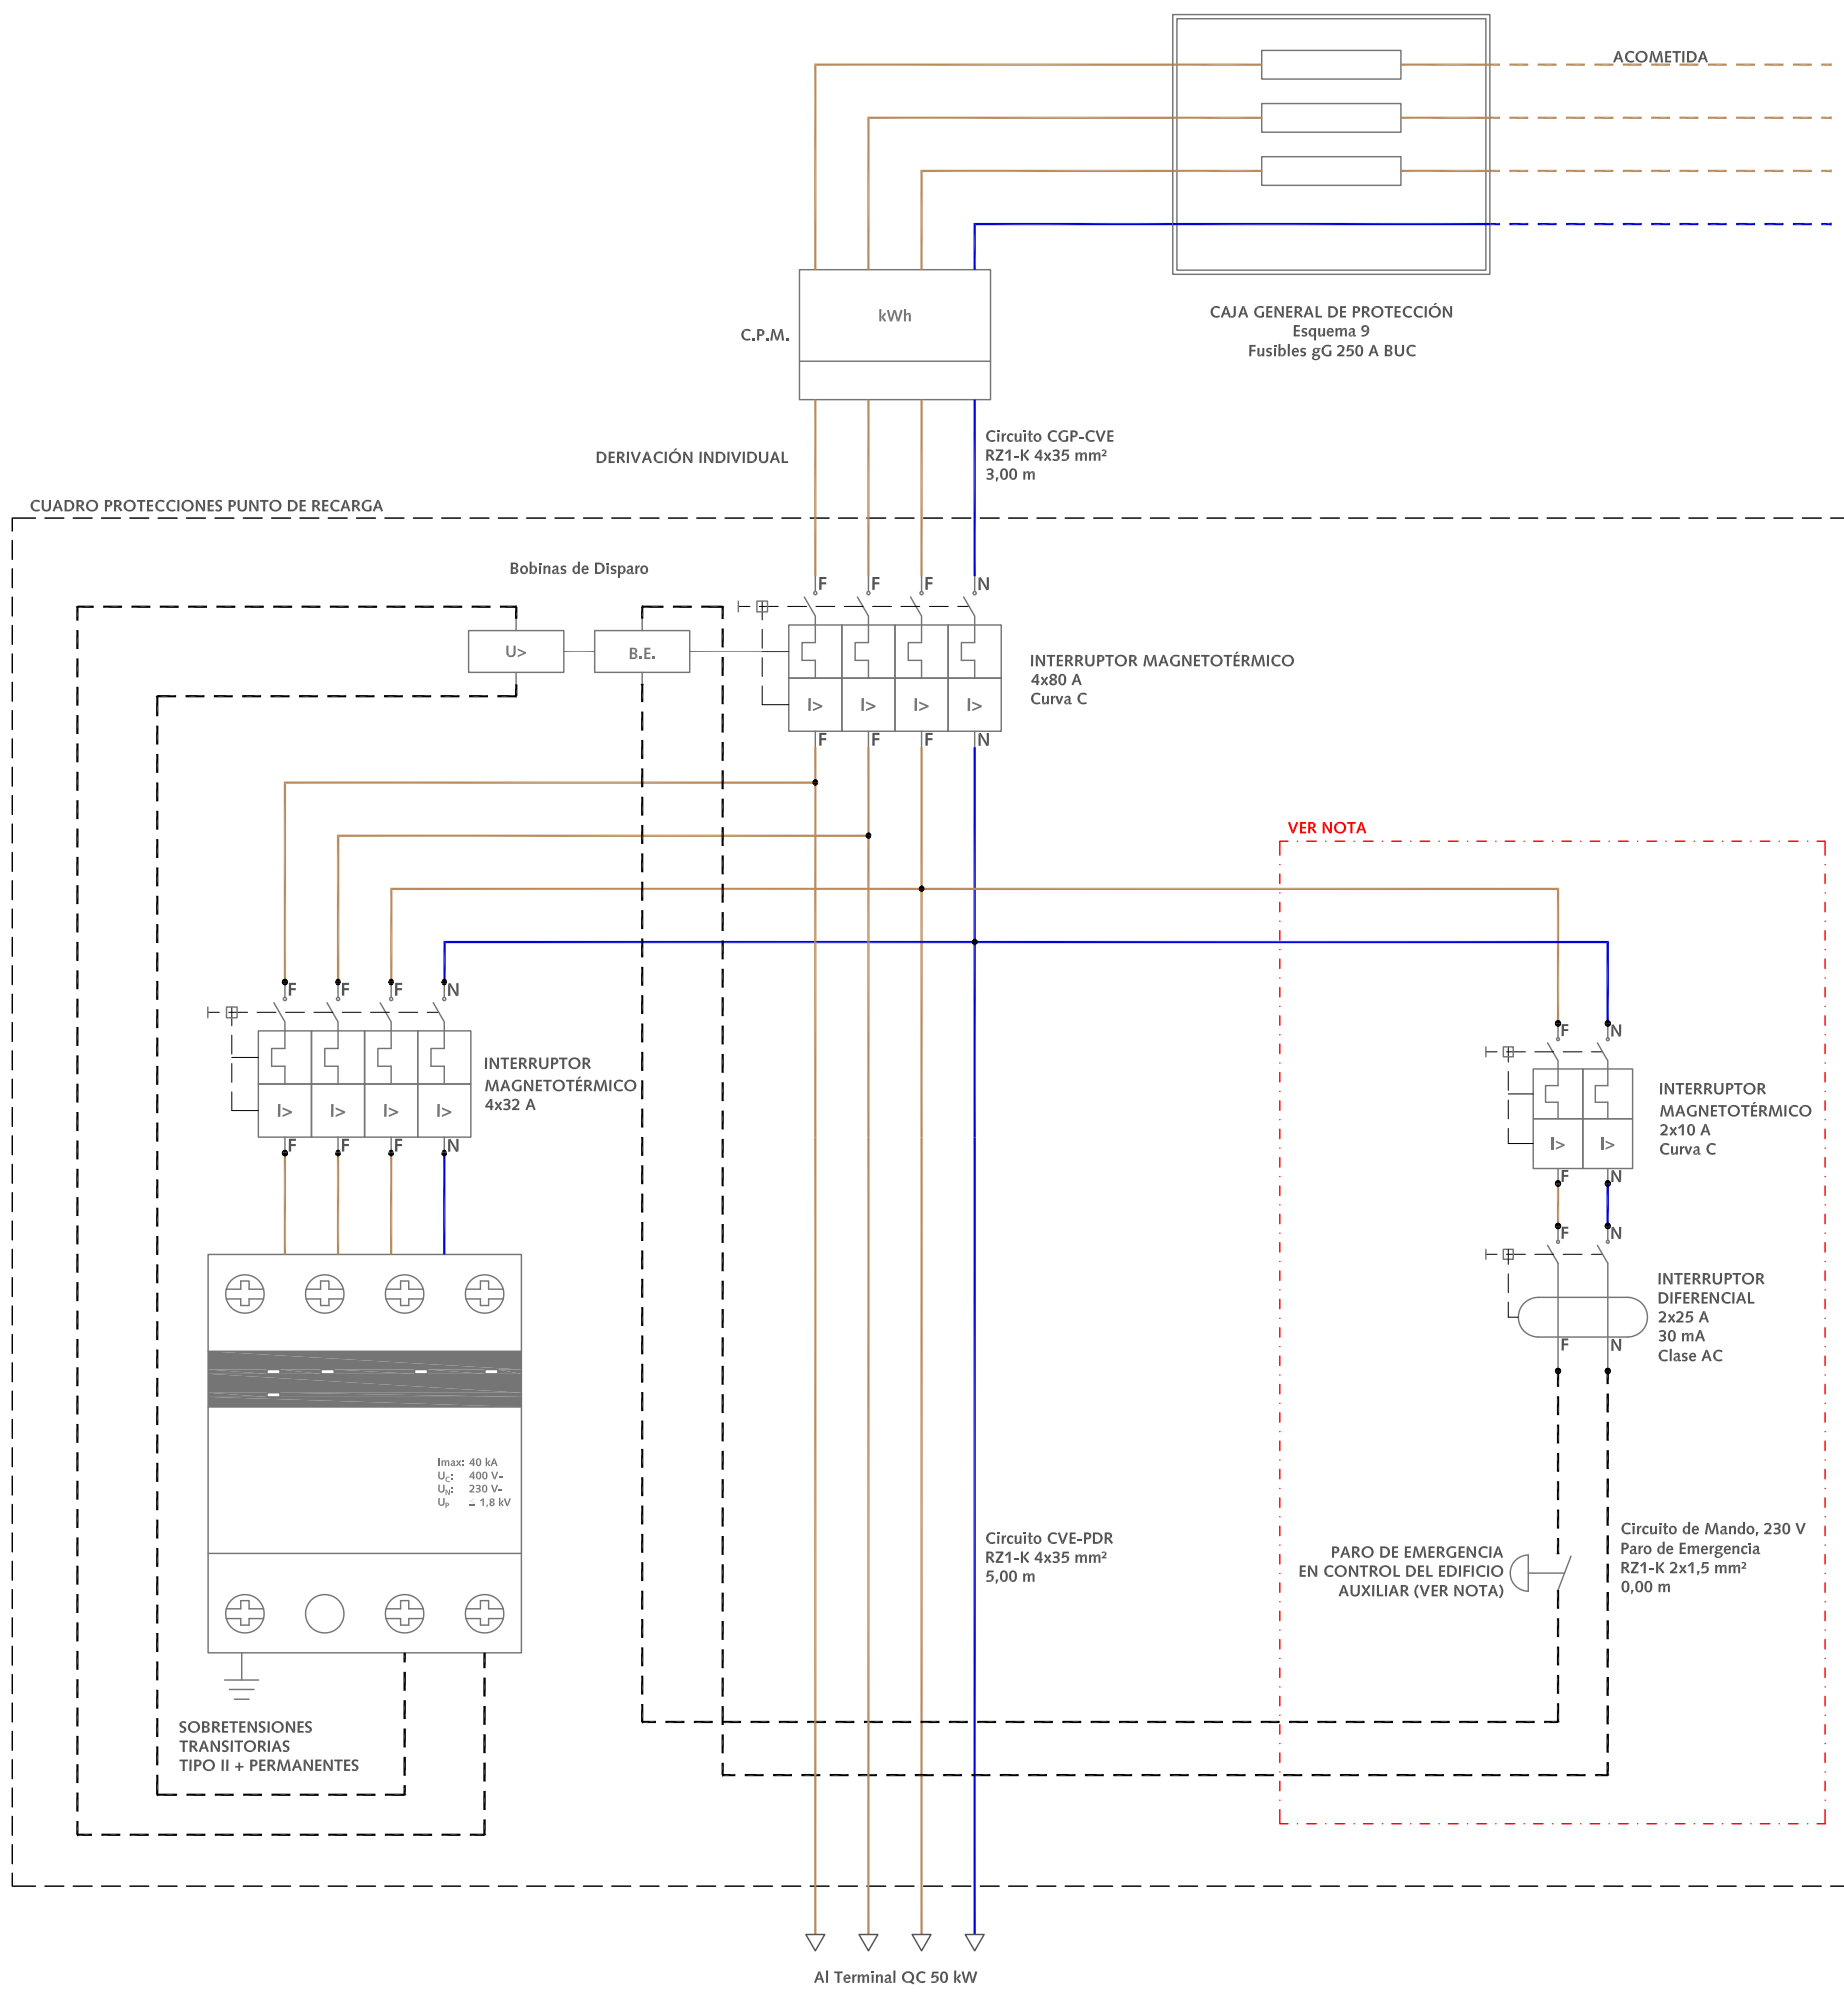 ACOMETIDA
kWh
C.P.M.
CAJA GENERAL DE PROTECCIÓN
Esquema 9
Fusibles gG 250 A BUC
DERIVACIÓN INDIVIDUAL
Circuito CGP-CVE
RZ1-K 4x35 mm²
3,00 m
CUADRO PROTECCIONES PUNTO DE RECARGA
Bobinas de Disparo
F F F N
U>
B.E.
INTERRUPTOR MAGNETOTÉRMICO
4x80 A
Curva C
I> I> I> I>
F F F N
VER NOTA
F F F N
INTERRUPTOR
MAGNETOTÉRMICO
4x32 A
I> I> I> I>
F F F N
F N
INTERRUPTOR
MAGNETOTÉRMICO
2x10 A
Curva C
I> I>
F N
F N
INTERRUPTOR
DIFERENCIAL
2x25 A
30 mA
Clase AC
F N
Imax: 40 kA
UC: 400 V~
UN: 230 V~
UP = 1,8 kV
Circuito CVE-PDR
RZ1-K 4x35 mm²
5,00 m
PARO DE EMERGENCIA
EN CONTROL DEL EDIFICIO
AUXILIAR (VER NOTA)
Circuito de Mando, 230 V
Paro de Emergencia
RZ1-K 2x1,5 mm²
0,00 m
SOBRETENSIONES
TRANSITORIAS
TIPO II + PERMANENTES
Al Terminal QC 50 kW